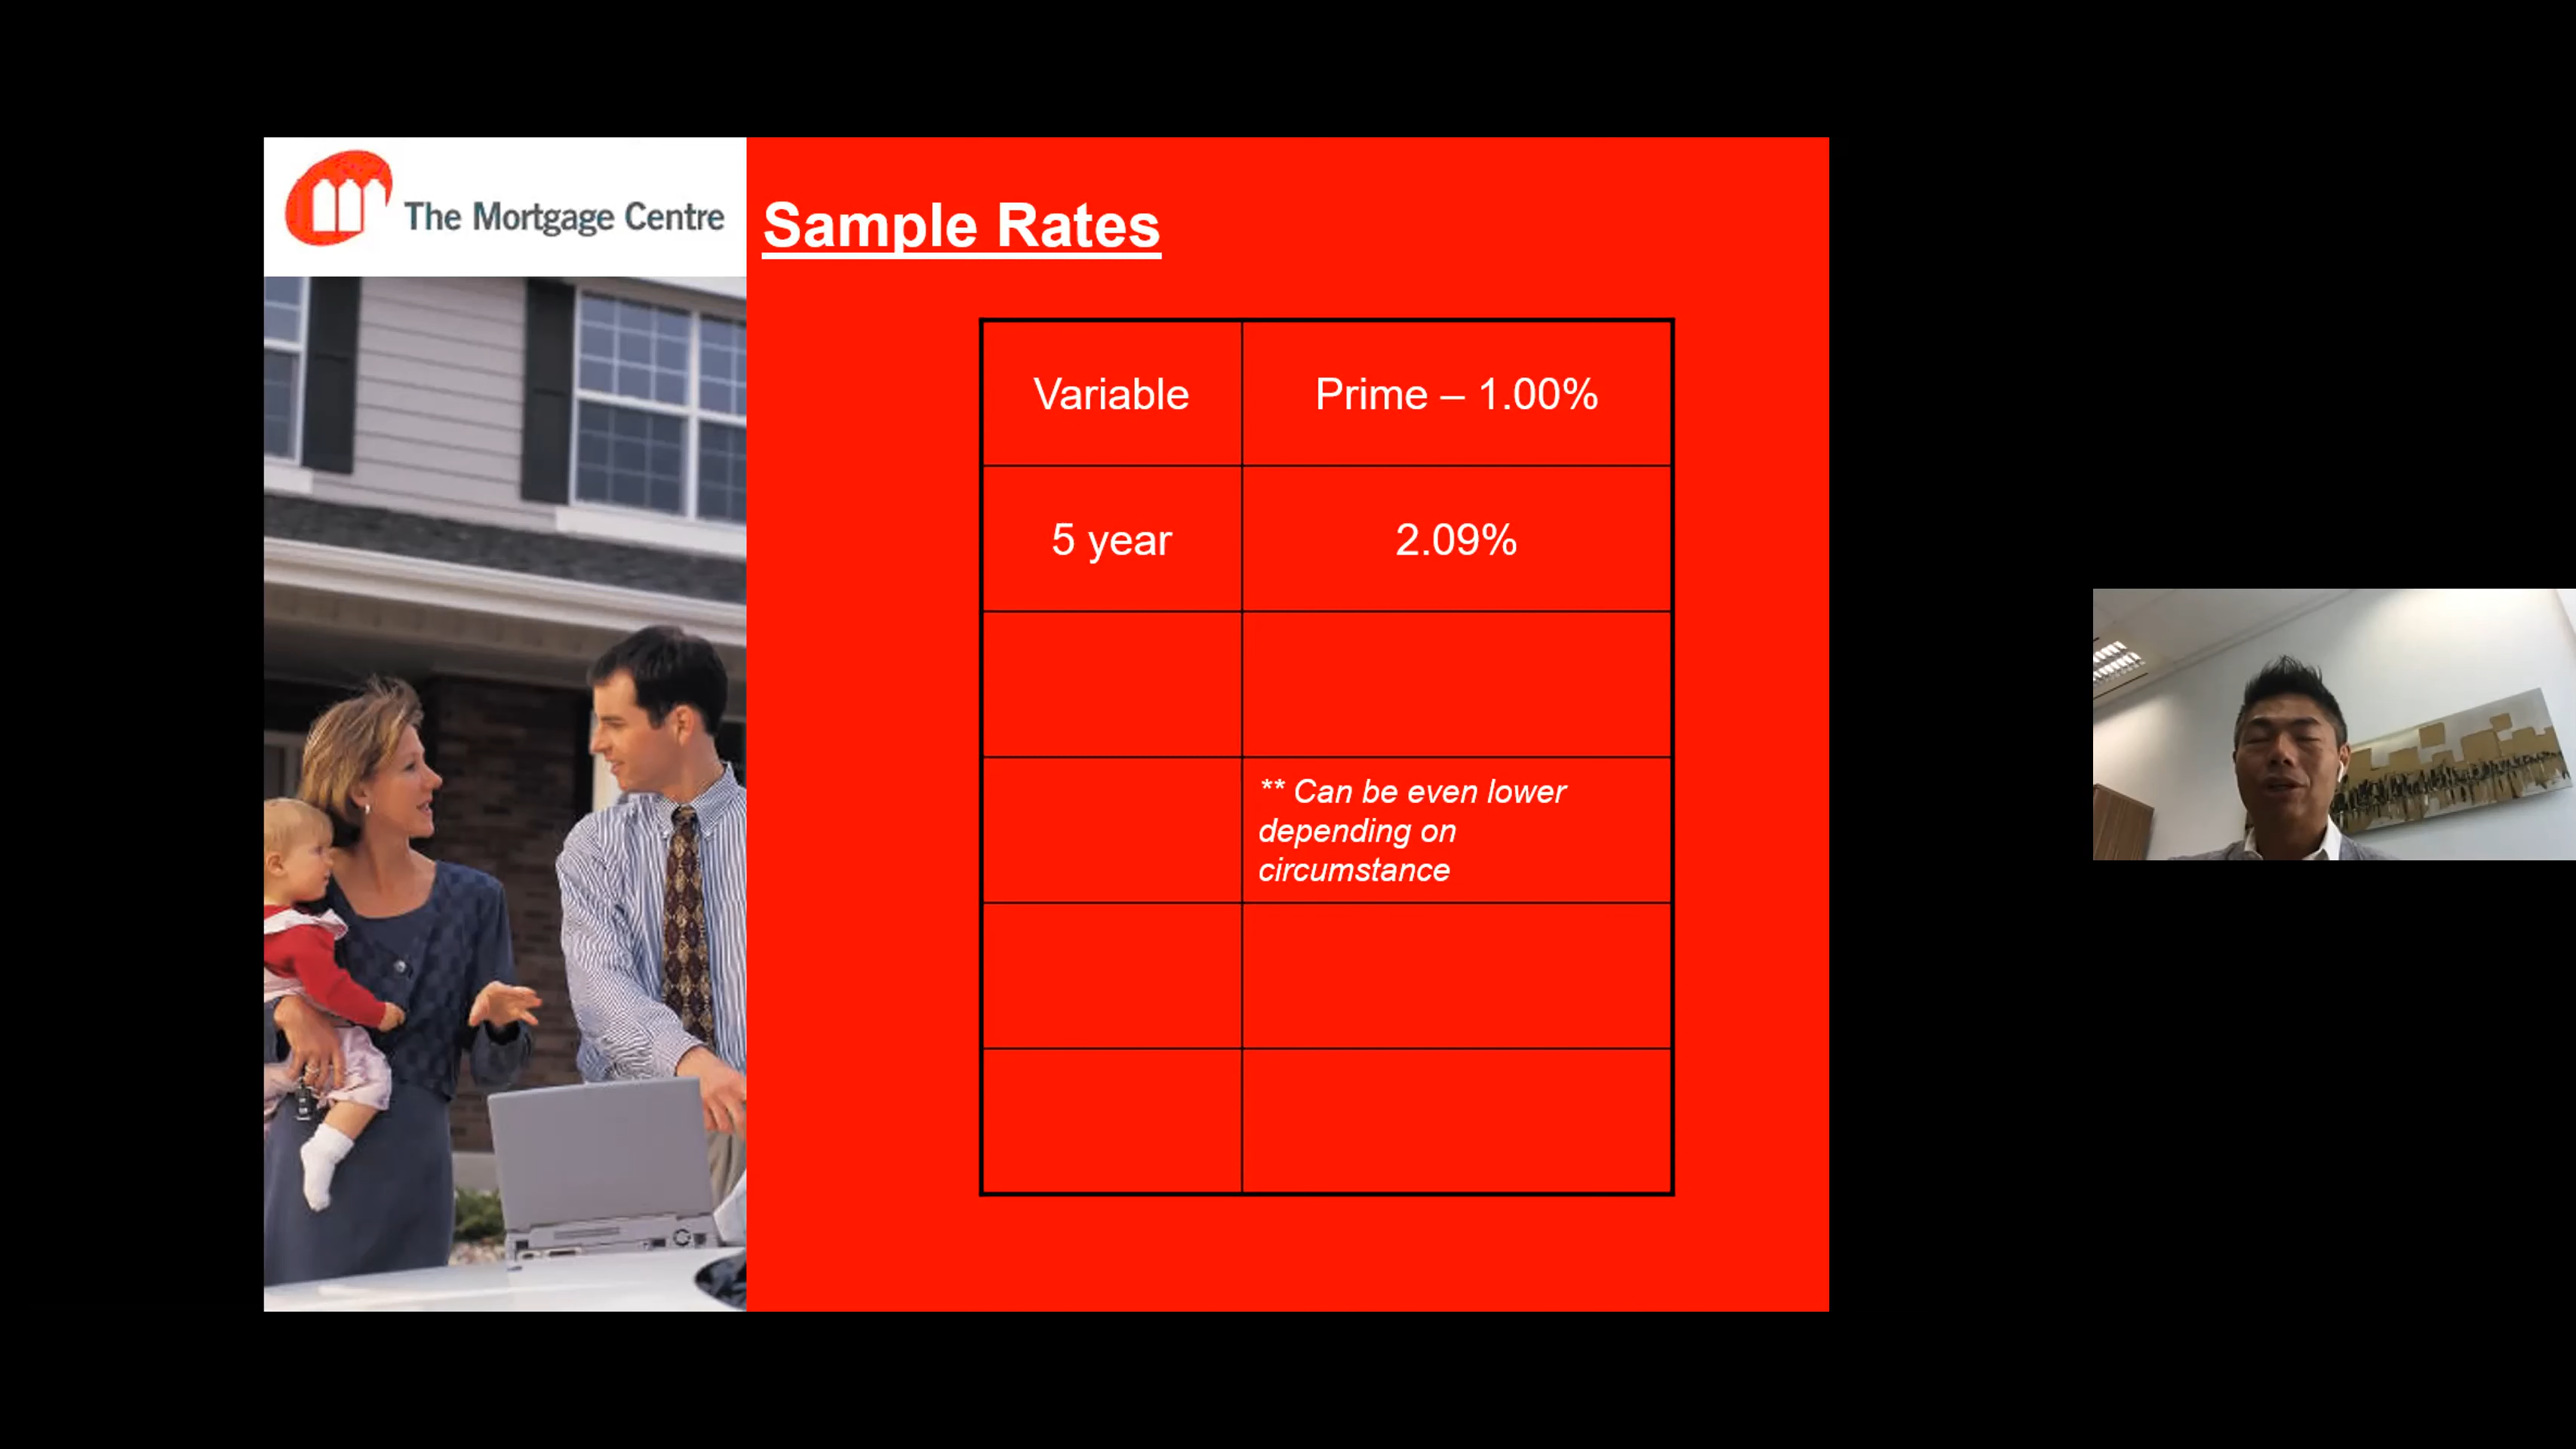 The Mortgage Centre
Sample Rates
Variable
Prime – 1.00%
5 year
2.09%
** Can be even lower
depending on
circumstance